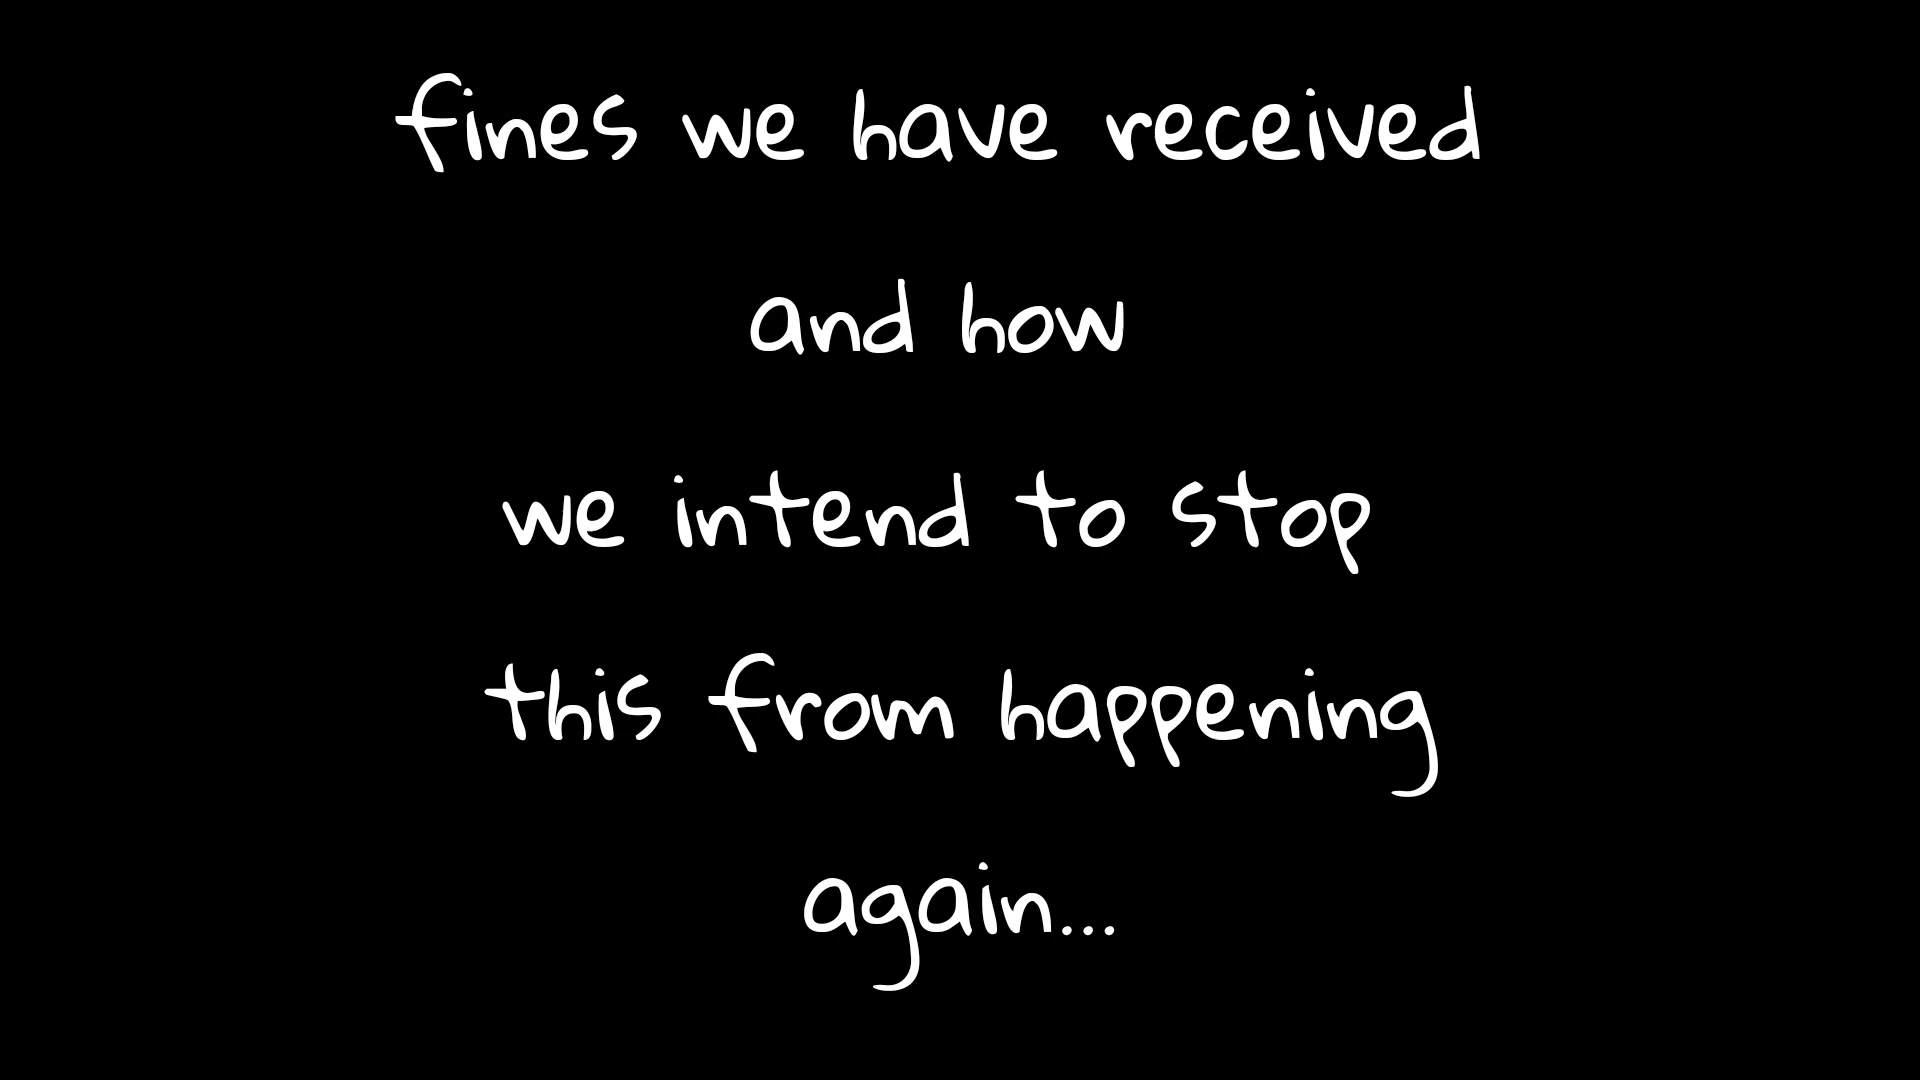 fines we have received
and how
we intend to stop
this from happening
again...